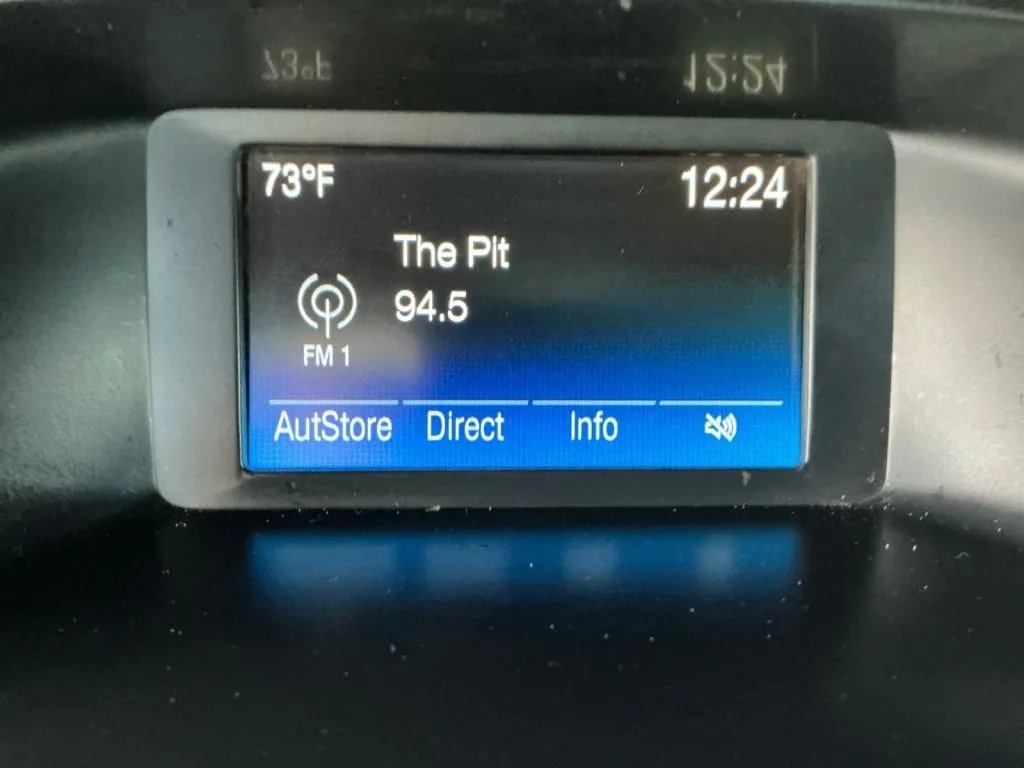 73°F 12:24
The Pit
94.5
FM 1
AutStore Direct Info